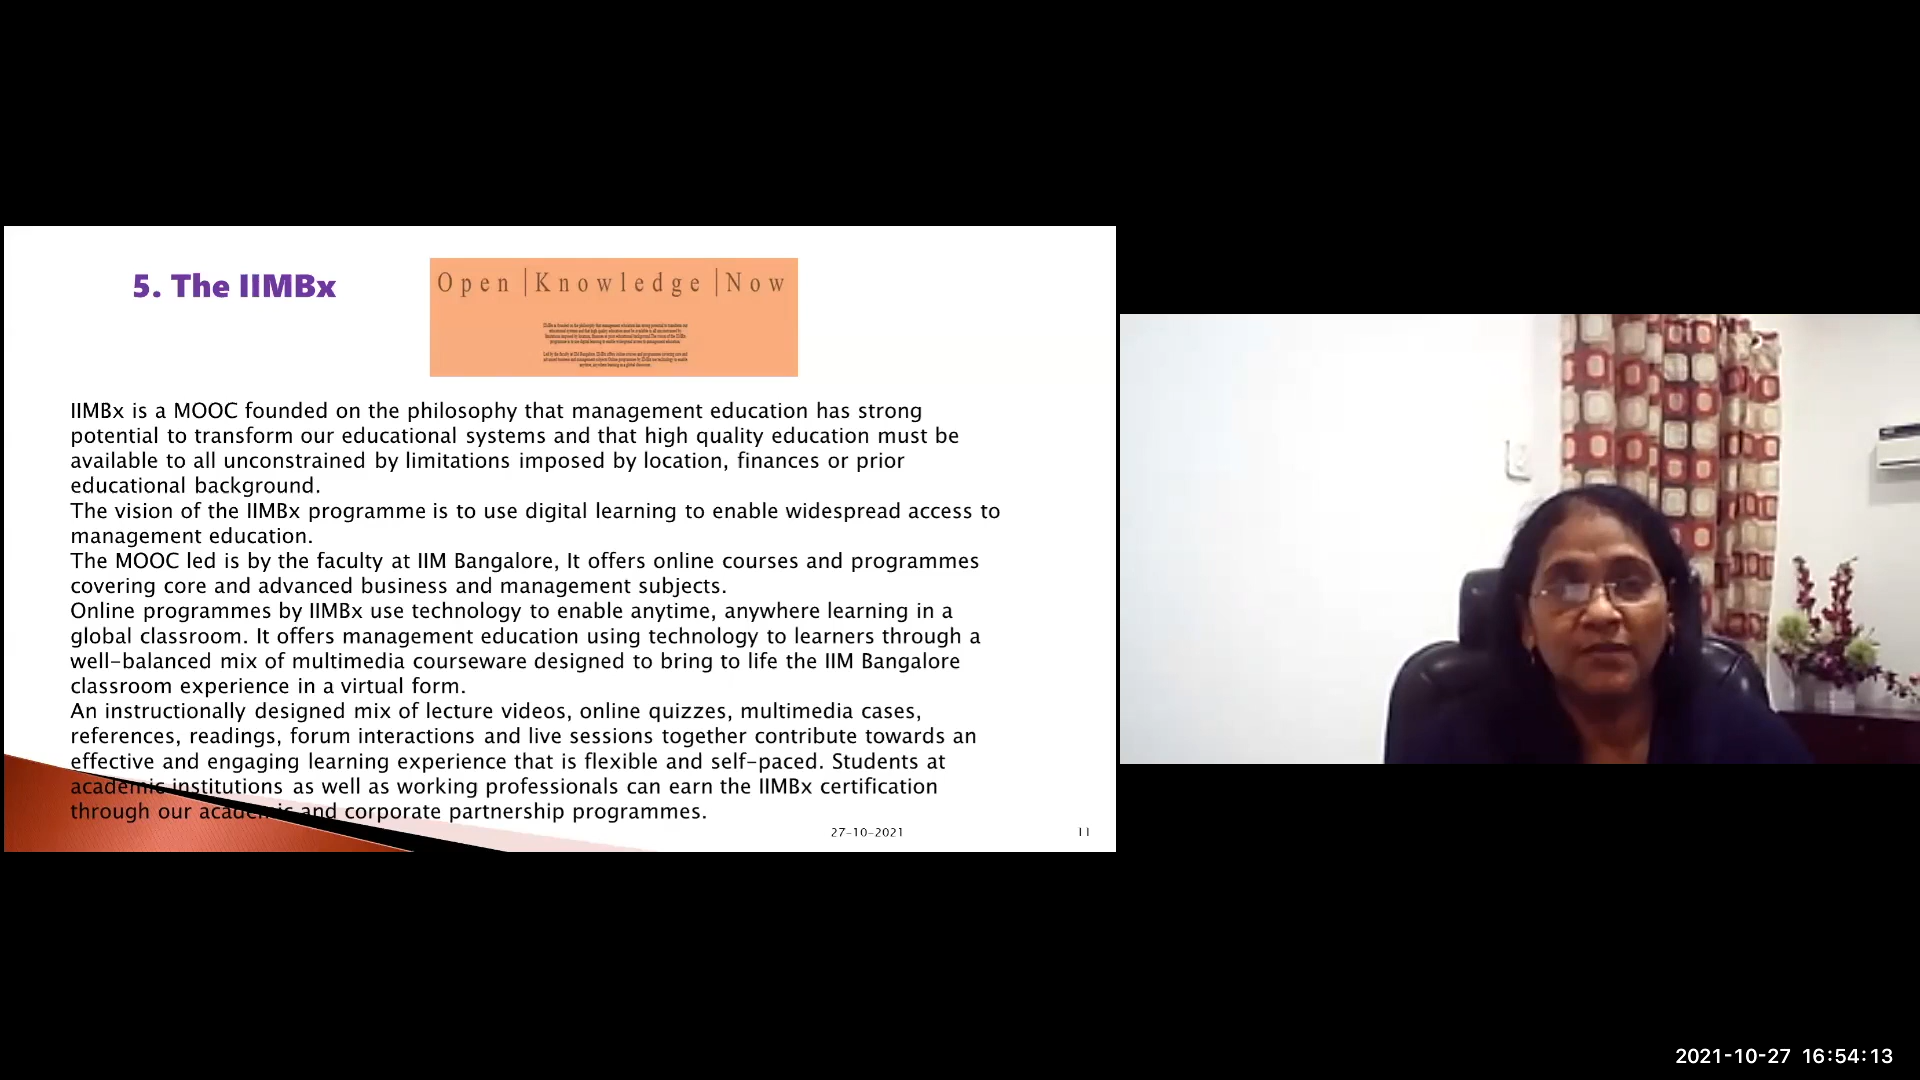 5. The IIMBx
Open | Knowledge | Now
IIMBx is a MOOC founded on the philosophy that management education has strong
potential to transform our educational systems and that high quality education must be
available to all unconstrained by limitations imposed by location, finances or prior
educational background.
The vision of the IIMBx programme is to use digital learning to enable widespread access to
management education.
The MOOC led is by the faculty at IIM Bangalore, It offers online courses and programmes
covering core and advanced business and management subjects.
Online programmes by IIMBx use technology to enable anytime, anywhere learning in a
global classroom. It offers management education using technology to learners through a
well-balanced mix of multimedia courseware designed to bring to life the IIM Bangalore
classroom experience in a virtual form.
An instructionally designed mix of lecture videos, online quizzes, multimedia cases,
references, readings, forum interactions and live sessions together contribute towards an
effective and engaging learning experience that is flexible and self-paced. Students at
academic institutions as well as working professionals can earn the IIMBx certification
through our academic and corporate partnership programmes.
27-10-2021
11
2021-10-27 16:54:13